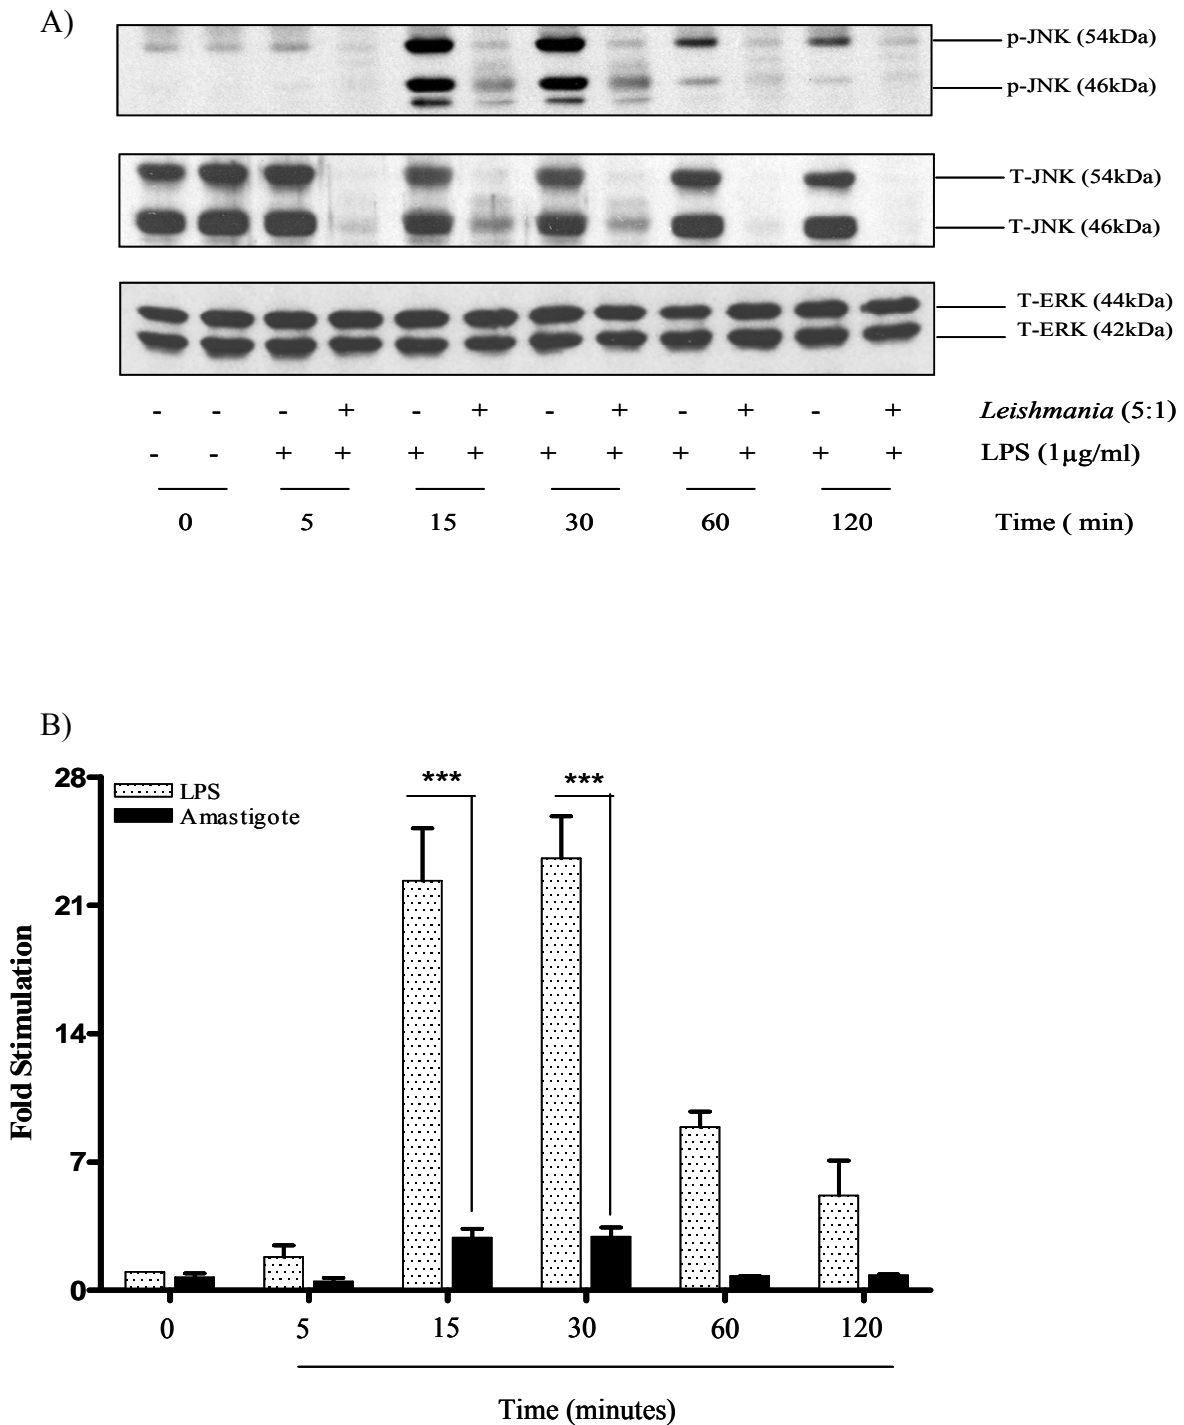 A)
p-JNK (54kDa)
p-JNK (46kDa)
T-JNK (54kDa)
T-JNK (46kDa)
T-ERK (44kDa)
T-ERK (42kDa)
- - - + - + - + - + - + Leishmania (5:1)
- - + + + + + + + + + + LPS (1μg/ml)
0 5 15 30 60 120 Time ( min)
B)
28
LPS
Amastigote
*** ***
21
14
7
0
Fold Stimulation
0 5 15 30 60 120
Time (minutes)